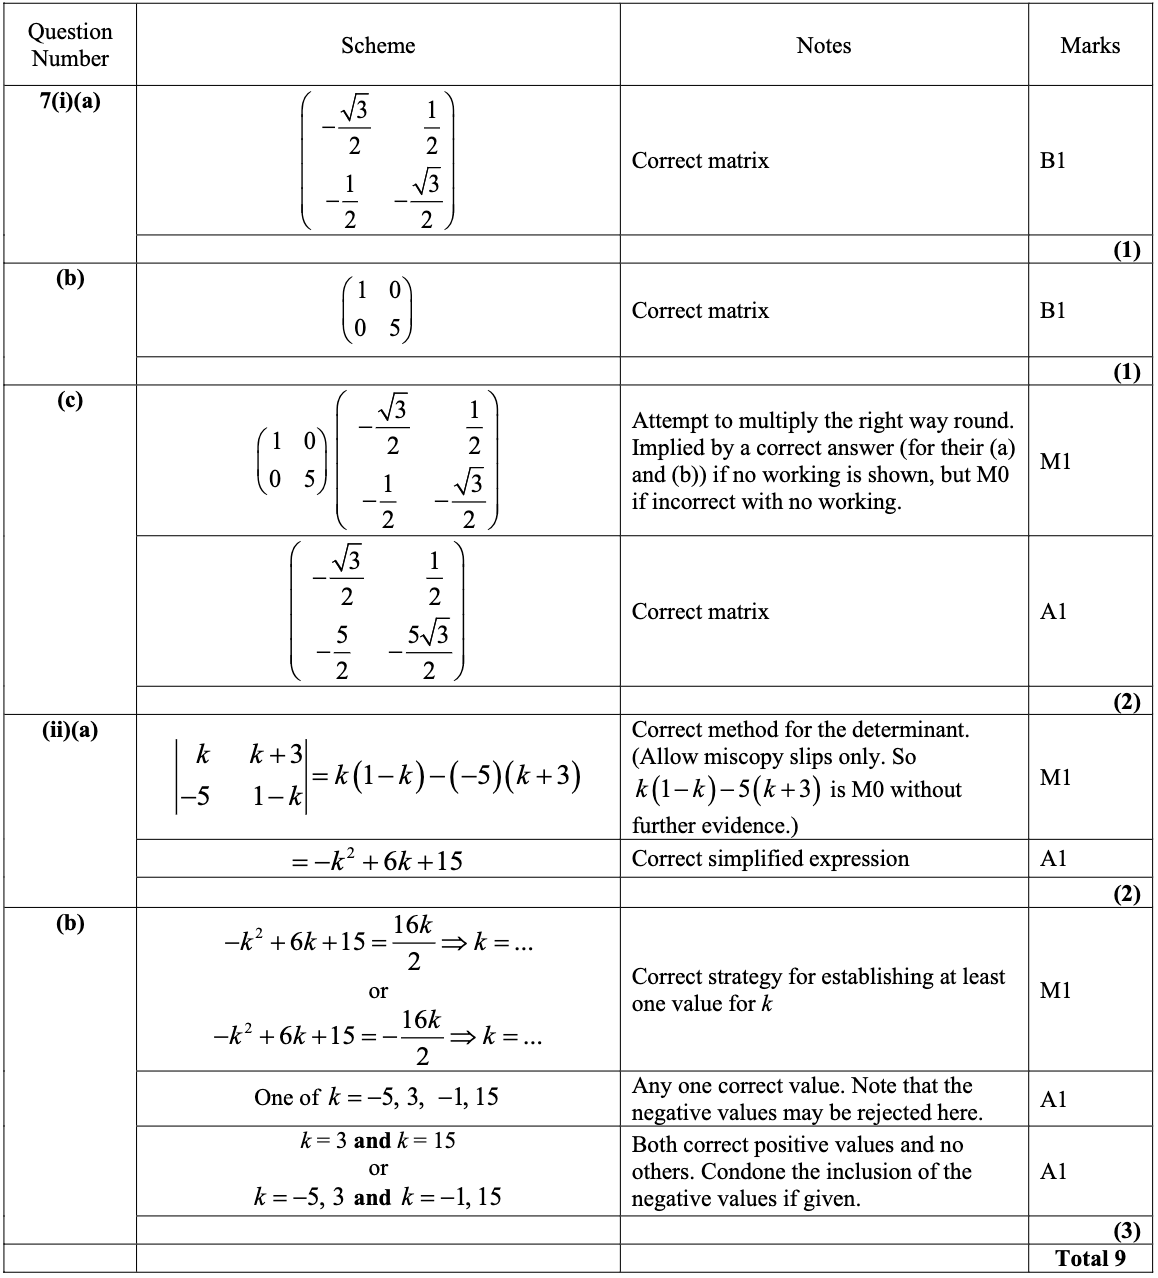 Question Number | Scheme | Notes | Marks
7(i)(a) | \begin{pmatrix} -\frac{\sqrt{3}}{2} & \frac{1}{2} \\ -\frac{1}{2} & -\frac{\sqrt{3}}{2} \end{pmatrix} | Correct matrix | B1
(1)
(b) | \begin{pmatrix} 1 & 0 \\ 0 & 5 \end{pmatrix} | Correct matrix | B1
(1)
(c) | \begin{pmatrix} 1 & 0 \\ 0 & 5 \end{pmatrix} \begin{pmatrix} -\frac{\sqrt{3}}{2} & \frac{1}{2} \\ -\frac{1}{2} & -\frac{\sqrt{3}}{2} \end{pmatrix} | Attempt to multiply the right way round.
Implied by a correct answer (for their (a)
and (b)) if no working is shown, but M0
if incorrect with no working. | M1
\begin{pmatrix} -\frac{\sqrt{3}}{2} & \frac{1}{2} \\ -\frac{5}{2} & -\frac{5\sqrt{3}}{2} \end{pmatrix} | Correct matrix | A1
(2)
(ii)(a) | \begin{vmatrix} k & k+3 \\ -5 & 1-k \end{vmatrix} = k(1-k)-(-5)(k+3) | Correct method for the determinant.
(Allow miscopy slips only. So
k(1-k)-5(k+3) is M0 without
further evidence.) | M1
= -k² + 6k + 15 | Correct simplified expression | A1
(2)
(b) | -k² + 6k + 15 = \frac{16k}{2} ⇒ k = ...
or
-k² + 6k + 15 = -\frac{16k}{2} ⇒ k = ... | Correct strategy for establishing at least
one value for k | M1
One of k = -5, 3, -1, 15 | Any one correct value. Note that the
negative values may be rejected here. | A1
k = 3 and k = 15
or
k = -5, 3 and k = -1, 15 | Both correct positive values and no
others. Condone the inclusion of the
negative values if given. | A1
(3)
Total 9